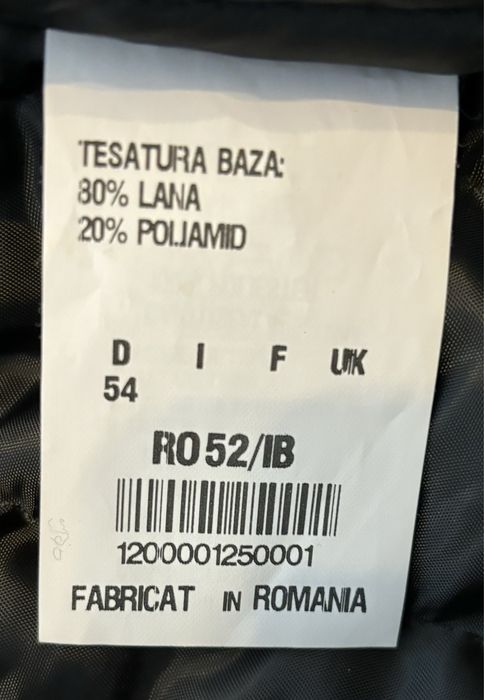 TESATURA BAZA:
80% LANA
20% POLIAMID
D I F UK
54
RO 52/IB
1200001250001
FABRICAT IN ROMANIA